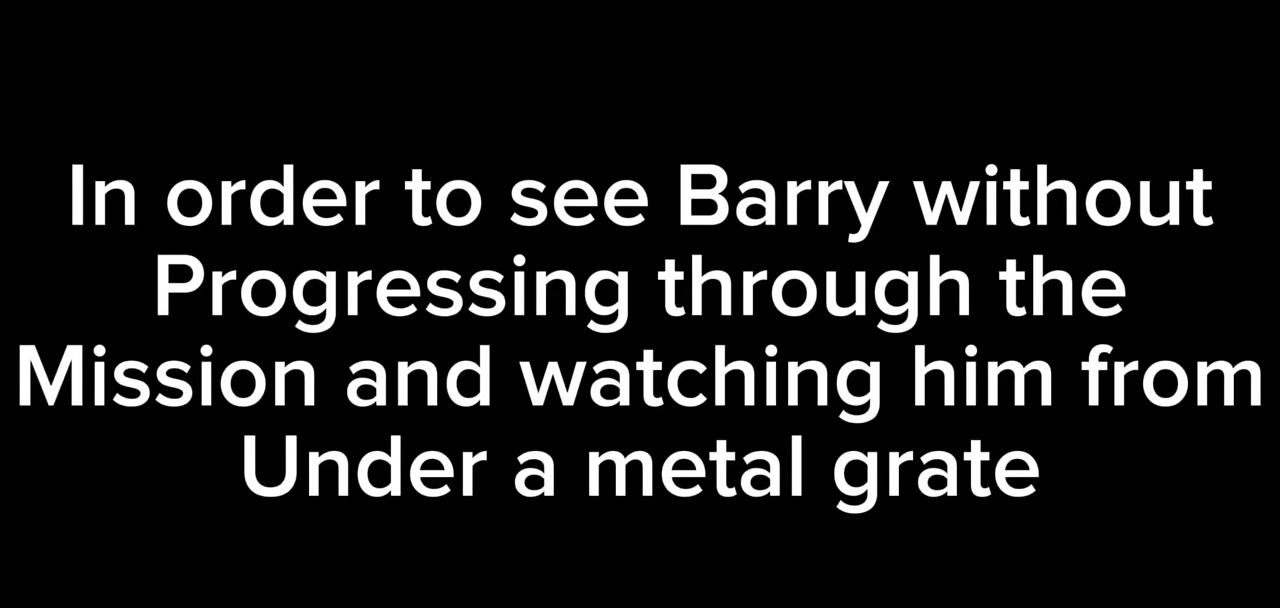 In order to see Barry without
Progressing through the
Mission and watching him from
Under a metal grate